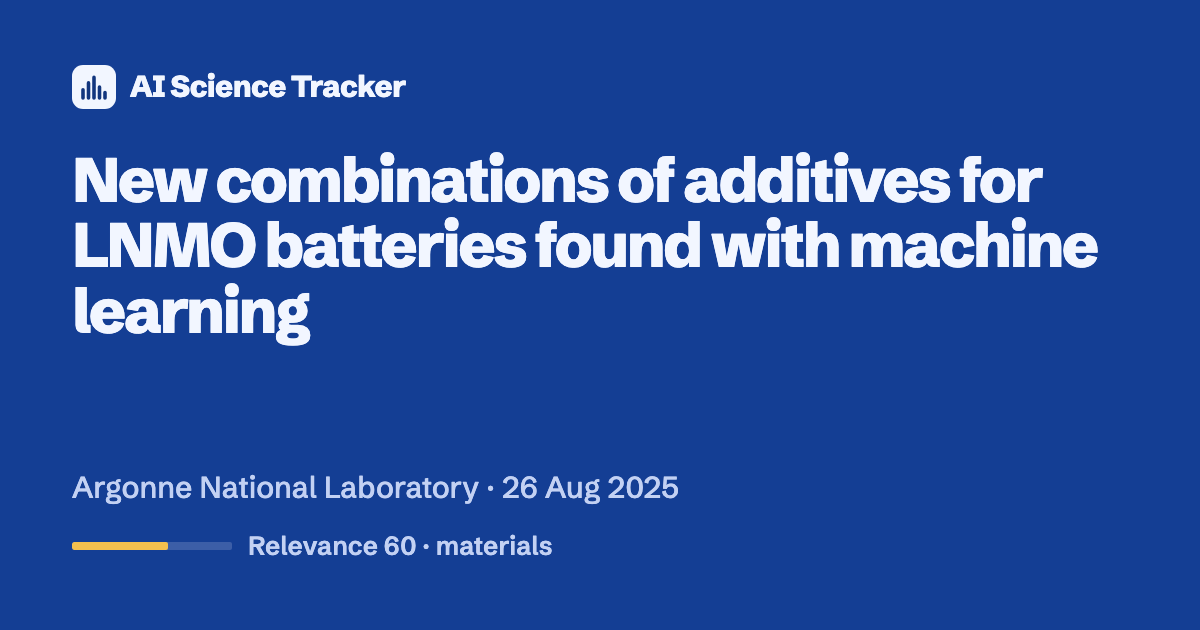 AI Science Tracker
New combinations of additives for
LNMO batteries found with machine
learning
Argonne National Laboratory · 26 Aug 2025
Relevance 60 · materials